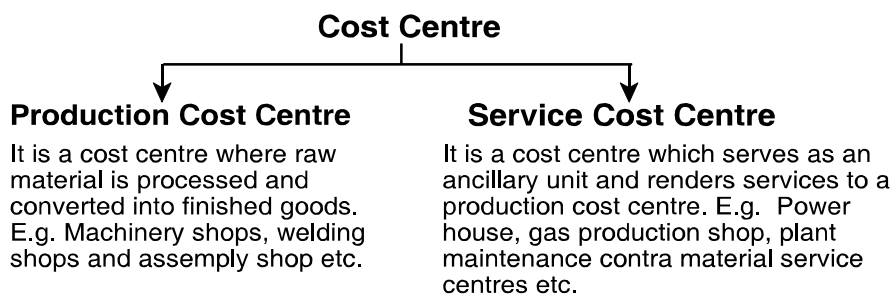 Cost Centre
Production Cost Centre
It is a cost centre where raw
material is processed and
converted into finished goods.
E.g. Machinery shops, welding
shops and assemply shop etc.
Service Cost Centre
It is a cost centre which serves as an
ancillary unit and renders services to a
production cost centre. E.g. Power
house, gas production shop, plant
maintenance contra material service
centres etc.